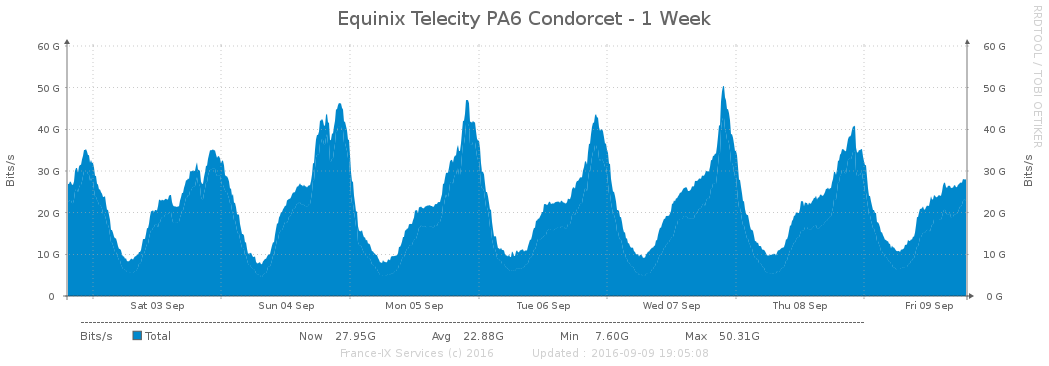 Equinix Telecity PA6 Condorcet - 1 Week
RRDTOOL / TOBI OETIKER
Bits/s
60 G
50 G
40 G
30 G
20 G
10 G
0
60 G
50 G
40 G
30 G
20 G
10 G
0 G
Bits/s
Sat 03 Sep Sun 04 Sep Mon 05 Sep Tue 06 Sep Wed 07 Sep Thu 08 Sep Fri 09 Sep
Bits/s Total Now 27.95G Avg 22.88G Min 7.60G Max 50.31G
France-IX Services (c) 2016 Updated : 2016-09-09 19:05:08